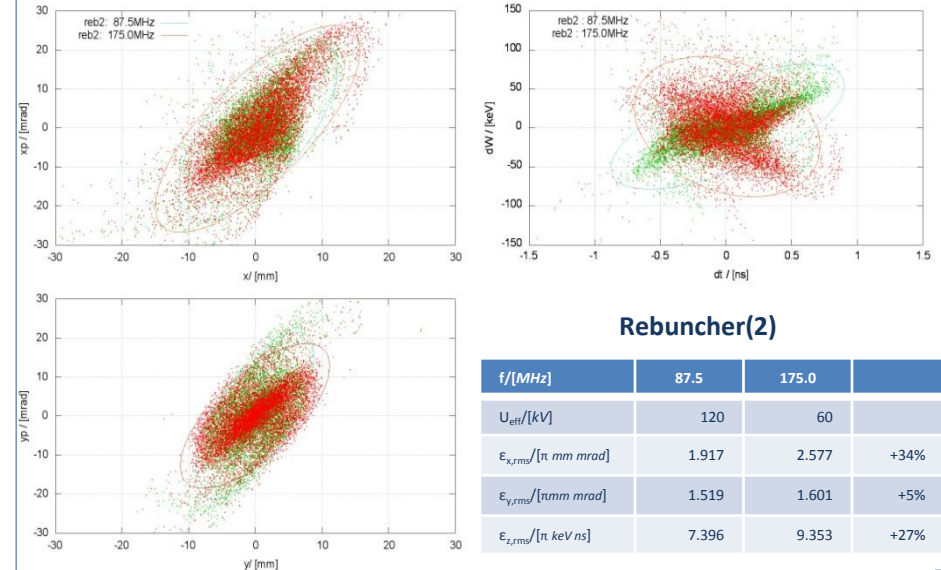 reb2: 87.5MHz
reb2: 175.0MHz
30
20
10
0
-10
-20
30
-30 -20 -10 0 10 20 30
xp / [mrad]
x/ [mm]
reb2 : 87.5MHz
reb2 : 175.0MHz
150
100
50
0
-50
-100
-150
-1.5 -1 -0.5 0 0.5 1 1.5
dW / [keV]
dt / [ns]
30
20
10
0
-10
-20
-30
-30 -20 -10 0 10 20 30
yp / [mrad]
y/ [mm]
Rebuncher(2)
f/[MHz] 87.5 175.0
Ueff/[kV] 120 60
εx,rms/[π mm mrad] 1.917 2.577 +34%
εy,rms/[πmm mrad] 1.519 1.601 +5%
εz,rms/[π keV ns] 7.396 9.353 +27%